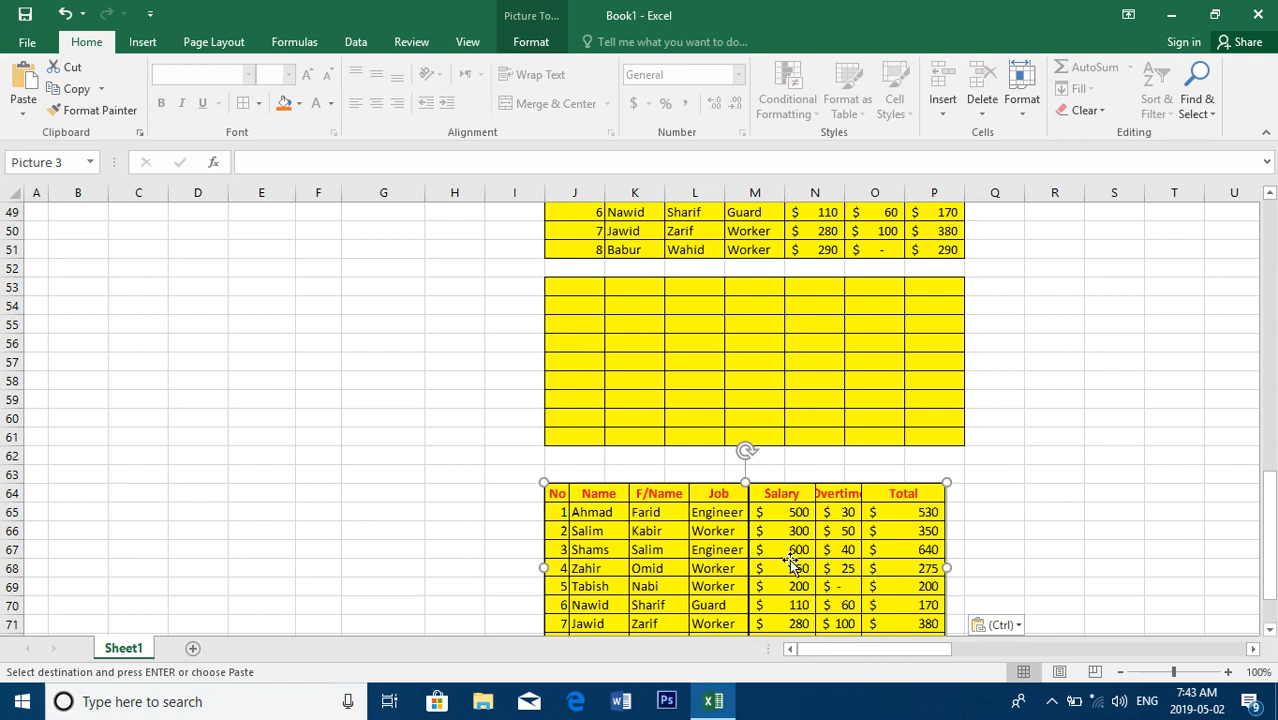 Picture To...
Book1 - Excel
File Home Insert Page Layout Formulas Data Review View Format Tell me what you want to do... Sign in Share
Cut
Copy
Format Painter
Paste
Wrap Text
Merge & Center
General
$ % ,
Conditional Formatting
Format as Table
Cell Styles
Insert
Delete
Format
AutoSum
Fill
Clear
Sort & Filter
Find & Select
Clipboard Font Alignment Number Styles Cells Editing
Picture 3
fx
A B C D E F G H I J K L M N O P Q R S T U
49 6 Nawid Sharif Guard $ 110 $ 60 $ 170
50 7 Jawid Zarif Worker $ 280 $ 100 $ 380
51 8 Babur Wahid Worker $ 290 $ - $ 290
52
53
54
55
56
57
58
59
60
61
62
63
64 No Name F/Name Job Salary Overtime Total
65 1 Ahmad Farid Engineer $ 500 $ 30 $ 530
66 2 Salim Kabir Worker $ 300 $ 50 $ 350
67 3 Shams Salim Engineer $ 600 $ 40 $ 640
68 4 Zahir Omid Worker $ $ 25 $ 275
69 5 Tabish Nabi Worker $ 200 $ - $ 200
70 6 Nawid Sharif Guard $ 110 $ 60 $ 170
71 7 Jawid Zarif Worker $ 280 $ 100 $ 380
(Ctrl)
Sheet1
Select destination and press ENTER or choose Paste
100%
Type here to search
ENG
7:43 AM
2019-05-02
9